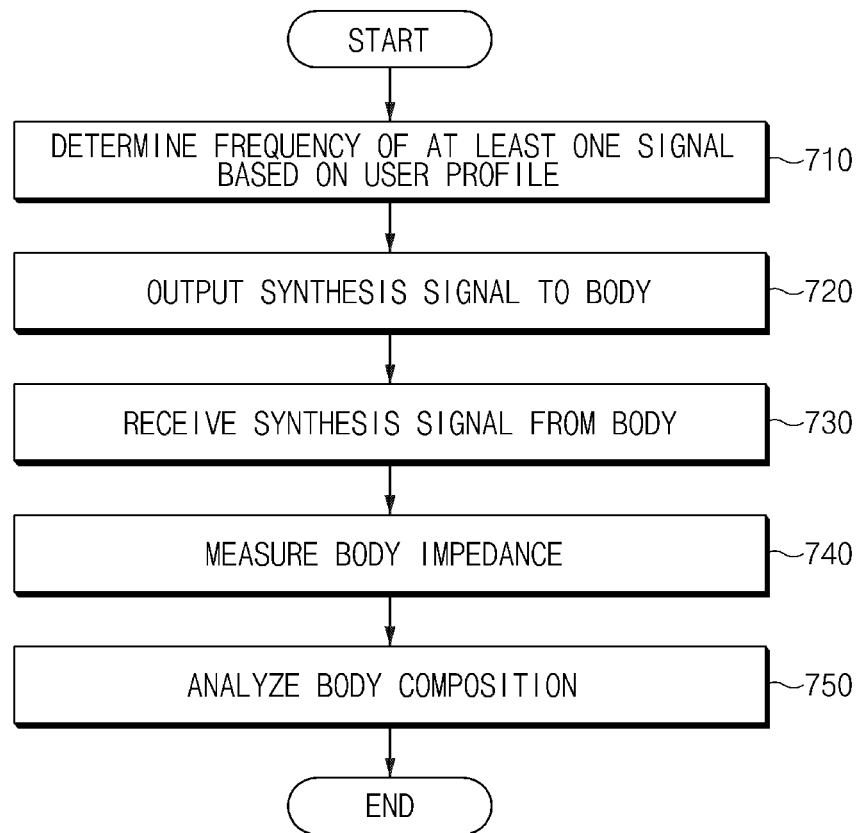 START
DETERMINE FREQUENCY OF AT LEAST ONE SIGNAL
BASED ON USER PROFILE
710
OUTPUT SYNTHESIS SIGNAL TO BODY
720
RECEIVE SYNTHESIS SIGNAL FROM BODY
730
MEASURE BODY IMPEDANCE
740
ANALYZE BODY COMPOSITION
750
END